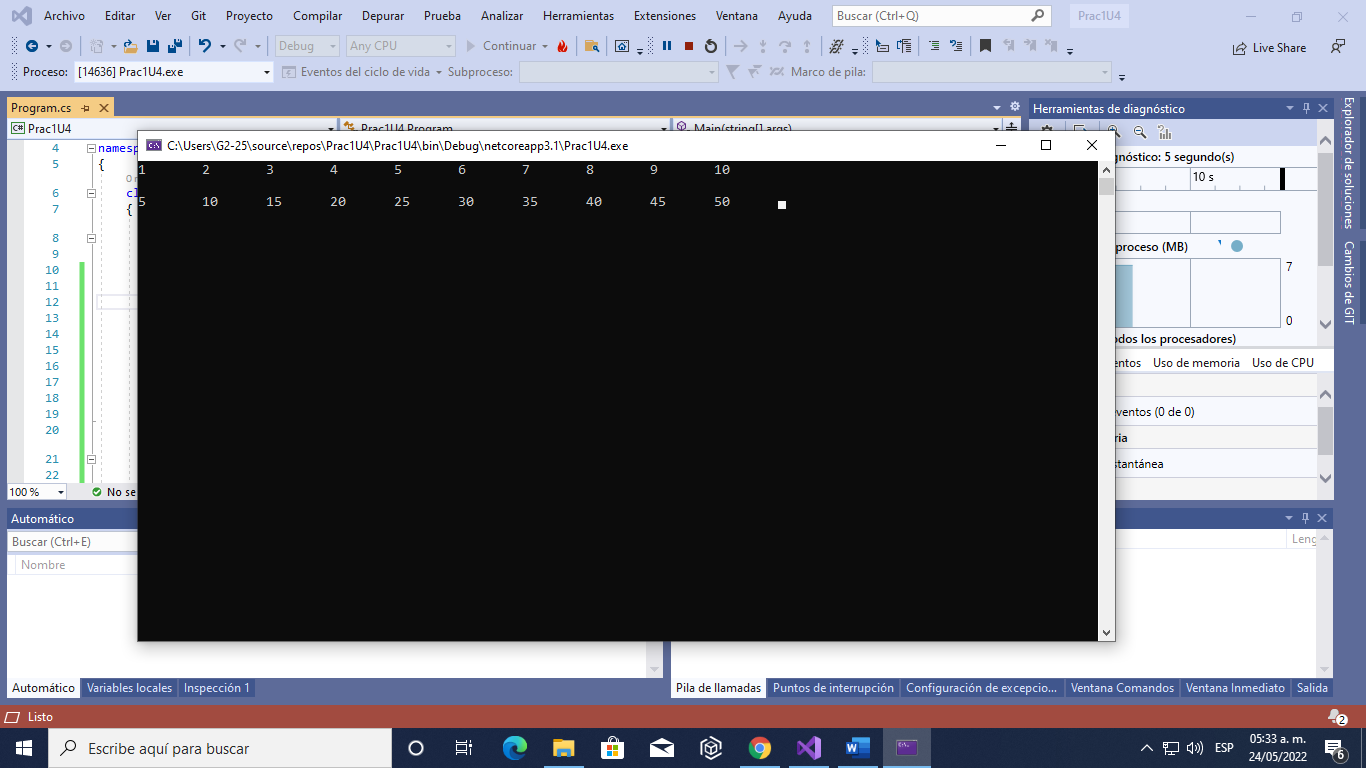 Archivo Editar Ver Git Proyecto Compilar Depurar Prueba Analizar Herramientas Extensiones Ventana Ayuda Buscar (Ctrl+Q) Prac1U4
Debug Any CPU Continuar Live Share
Proceso: [14636] Prac1U4.exe Eventos del ciclo de vida Subproceso: Marco de pila:
Program.cs Herramientas de diagnóstico
C# Prac1U4 Prac1U4.Program Main(string[] args)
C:\Users\G2-25\source\repos\Prac1U4\Prac1U4\bin\Debug\netcoreapp3.1\Prac1U4.exe
1 2 3 4 5 6 7 8 9 10
5 10 15 20 25 30 35 40 45 50
4 namesp
5 {
6 cl
7 {
8
9
10
11
12
13
14
15
16
17
18
19
20
21
22
gnóstico: 5 segundo(s)
10 s
proceso (MB)
7
0
odos los procesadores)
entos Uso de memoria Uso de CPU
eventos (0 de 0)
ria
stantánea
Explorador de soluciones
Cambios de GIT
100 % No se
Automático
Buscar (Ctrl+E)
Nombre
Leng
Automático Variables locales Inspección 1
Pila de llamadas Puntos de interrupción Configuración de excepcio... Ventana Comandos Ventana Inmediato Salida
Listo 2
Escribe aquí para buscar
ESP
05:33 a. m.
24/05/2022
6